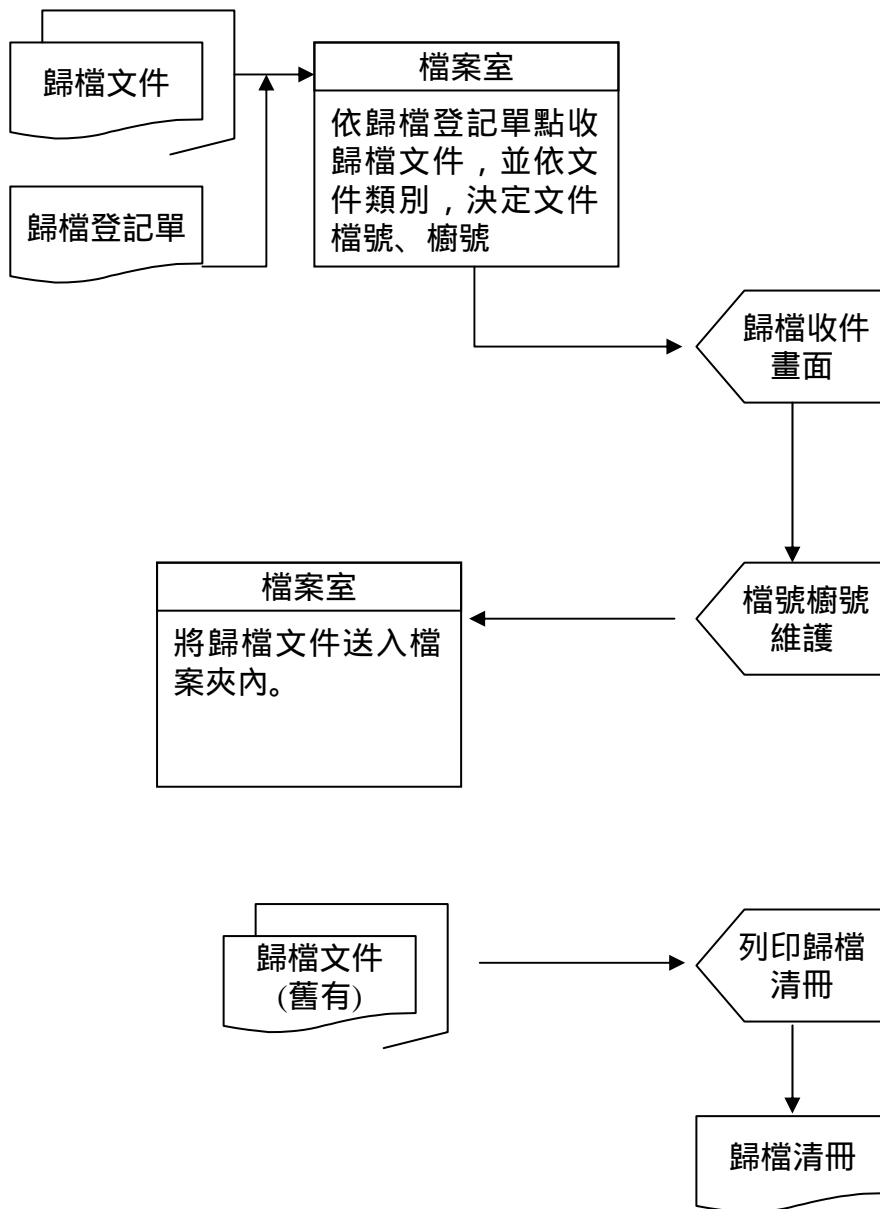 歸檔文件
檔案室
依歸檔登記單點收
歸檔文件，並依文
件類別，決定文件
檔號、櫥號
歸檔登記單
歸檔收件
畫面
檔案室
將歸檔文件送入檔
案夾內。
檔號櫥號
維護
歸檔文件
(舊有)
列印歸檔
清冊
歸檔清冊